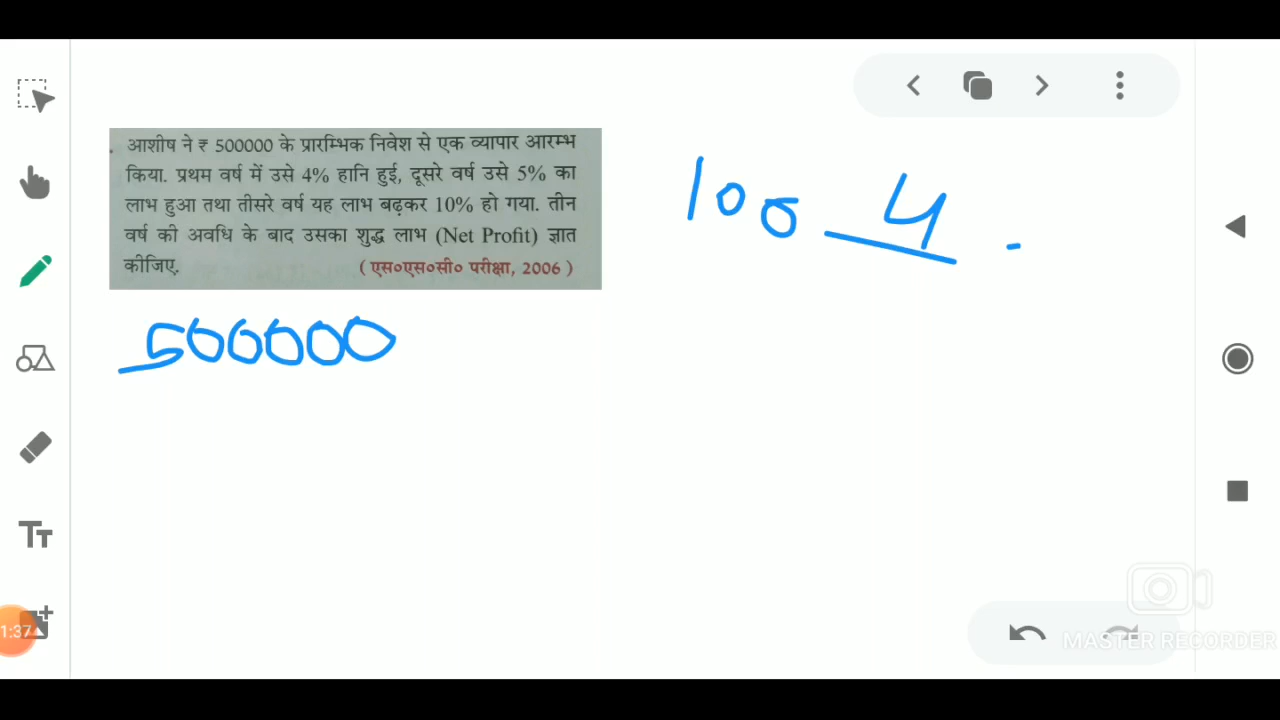 आशीष ने ₹ 500000 के प्रारम्भिक निवेश से एक व्यापार आरम्भ
किया. प्रथम वर्ष में उसे 4% हानि हुई, दूसरे वर्ष उसे 5% का
लाभ हुआ तथा तीसरे वर्ष यह लाभ बढ़कर 10% हो गया. तीन
वर्ष की अवधि के बाद उसका शुद्ध लाभ (Net Profit) ज्ञात
कीजिए. (एस०एस०सी० परीक्षा, 2006)
100 4 -
500000
TT
1:37
MASTER RECORDER